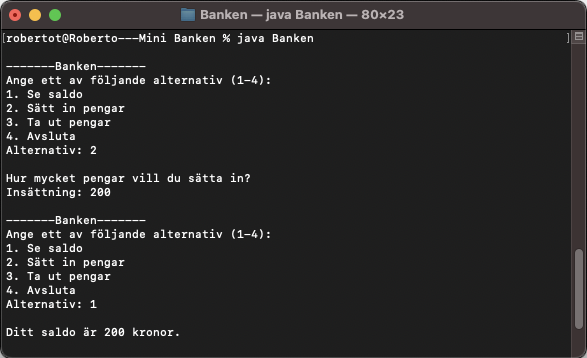 Banken — java Banken — 80×23
[robertot@Roberto---Mini Banken % java Banken ]
-------Banken-------
Ange ett av följande alternativ (1-4):
1. Se saldo
2. Sätt in pengar
3. Ta ut pengar
4. Avsluta
Alternativ: 2
Hur mycket pengar vill du sätta in?
Insättning: 200
-------Banken-------
Ange ett av följande alternativ (1-4):
1. Se saldo
2. Sätt in pengar
3. Ta ut pengar
4. Avsluta
Alternativ: 1
Ditt saldo är 200 kronor.